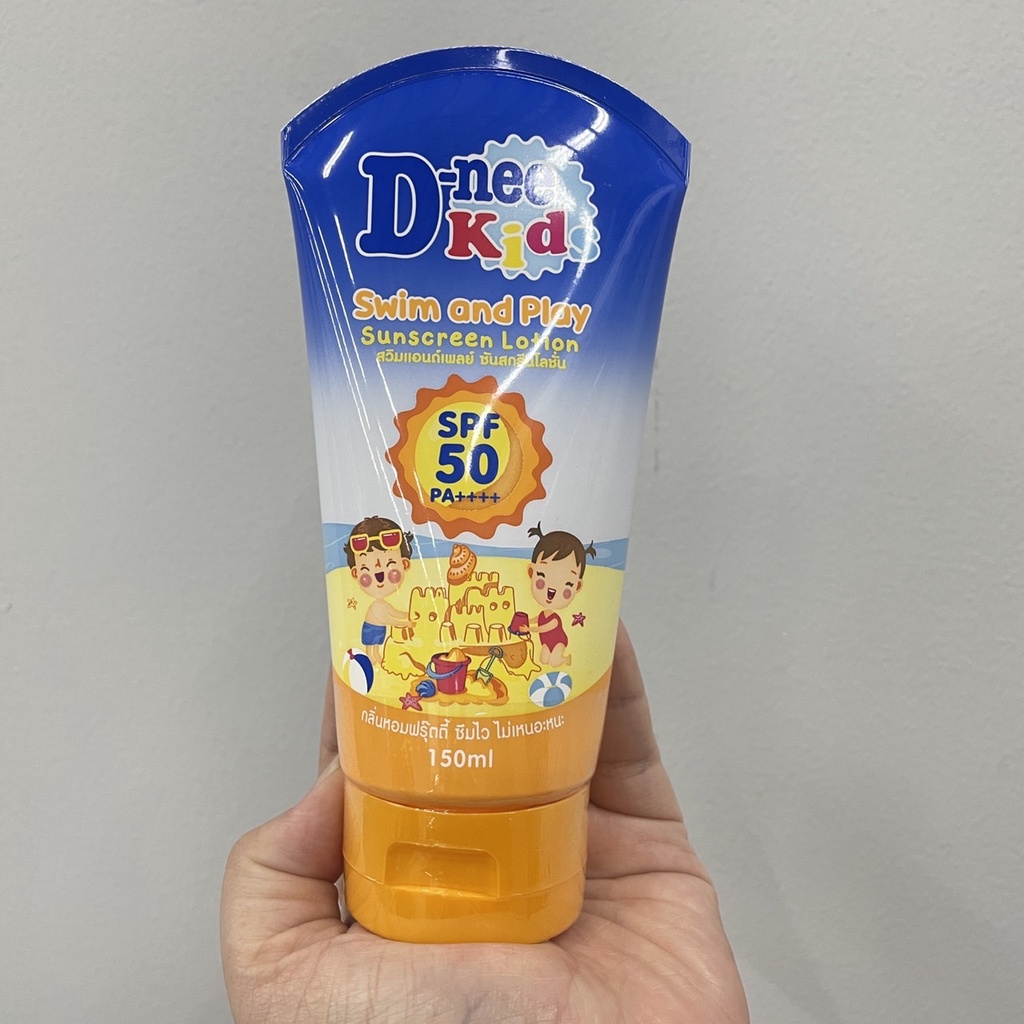 D-nee
Kids
Swim and Play
Sunscreen Lotion
สวิมแอนด์เพลย์ ซันสกรีนโลชั่น
SPF
50
PA++++
กลิ่นหอมฟรุ๊ตตี้ ซึมไว ไม่เหนอะหนะ
150ml